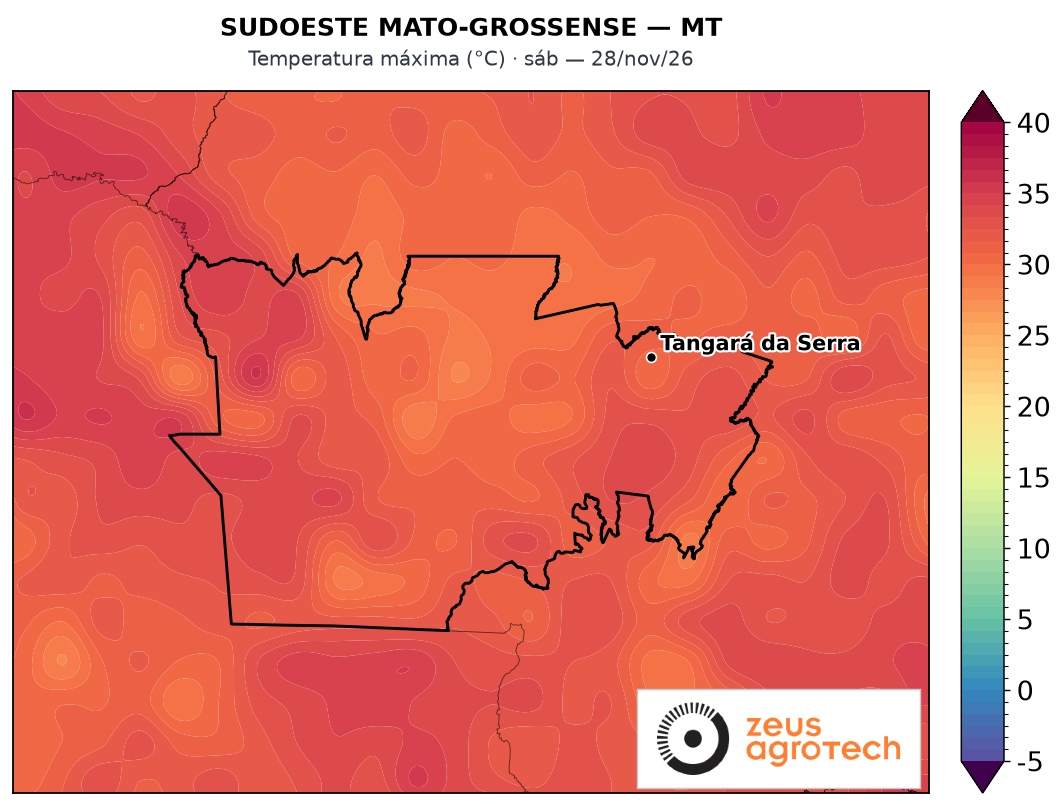 SUDOESTE MATO-GROSSENSE — MT
Temperatura máxima (°C) · sáb — 28/nov/26
Tangará da Serra
40
35
30
25
20
15
10
5
0
-5
zeus
agrotech